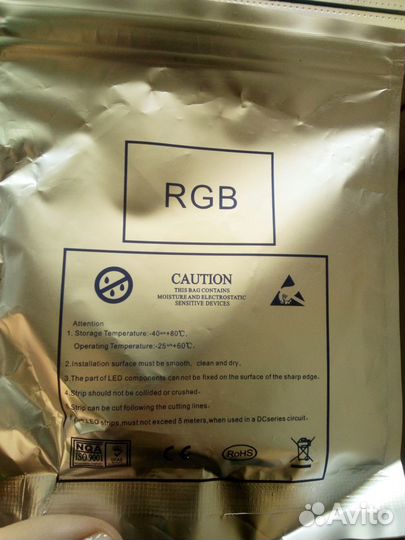 RGB
CAUTION
THIS BAG CONTAINS
MOISTURE AND ELECTROSTATIC
SENSITIVE DEVICES
Attention
1. Storage Temperature:-40~+80℃,
Operating Temperature:-25~+60℃.
2.Installation surface must be smooth, clean and dry.
3.The part of LED components can not be fixed on the surface of the sharp edge.
4.Strip should not be collided or crushed.
Strip can be cut following the cutting lines.
LED strips, must not exceed 5 meters,when used in a DCseries circuit.
NQA
ISO 9001
CE
RoHS
Avito